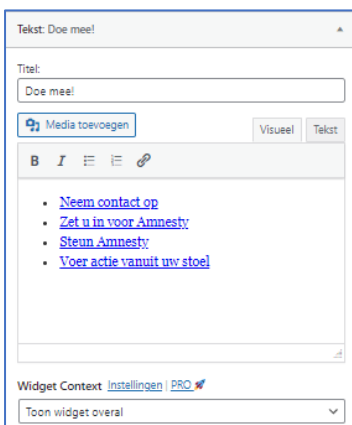 Tekst: Doe mee!
Titel:
Doe mee!
Media toevoegen
Visueel Tekst
B I
Neem contact op
Zet u in voor Amnesty
Steun Amnesty
Voer actie vanuit uw stoel
Widget Context Instellingen | PRO
Toon widget overal